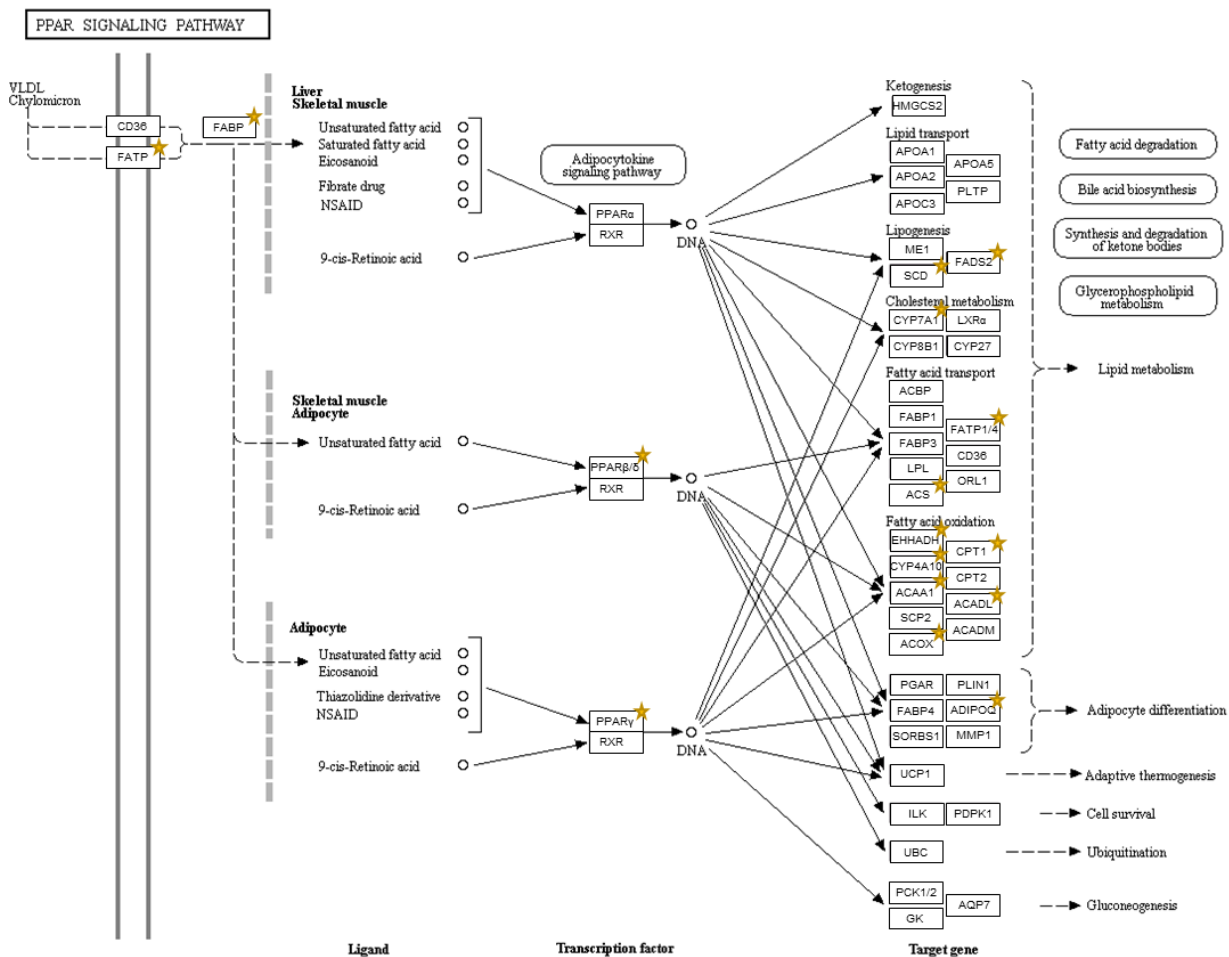 PPAR SIGNALING PATHWAY
VLDL
Chylomicron
CD36
FATP
FABP
Liver
Skeletal muscle
Unsaturated fatty acid
Saturated fatty acid
Eicosanoid
Fibrate drug
NSAID
9-cis-Retinoic acid
Adipocytokine
signaling pathway
PPARα
RXR
DNA
Skeletal muscle
Adipocyte
Unsaturated fatty acid
9-cis-Retinoic acid
PPARβ/δ
RXR
DNA
Adipocyte
Unsaturated fatty acid
Eicosanoid
Thiazolidine derivative
NSAID
9-cis-Retinoic acid
PPARγ
RXR
DNA
Ketogenesis
HMGCS2
Lipid transport
APOA1
APOA2
APOC3
APOA5
PLTP
Lipogenesis
ME1
SCD
FADS2
Cholesterol metabolism
CYP7A1
LXRα
CYP8B1
CYP27
Fatty acid transport
ACBP
FABP1
FABP3
LPL
ACS
FATP1/4
CD36
ORL1
Fatty acid oxidation
EHHADH
CYP4A10
ACAA1
SCP2
ACOX
CPT1
CPT2
ACADL
ACADM
PGAR
PLIN1
FABP4
ADIPOQ
SORBS1
MMP1
UCP1
ILK
PDPK1
UBC
PCK1/2
GK
AQP7
Fatty acid degradation
Bile acid biosynthesis
Synthesis and degradation
of ketone bodies
Glycerophospholipid
metabolism
Lipid metabolism
Adipocyte differentiation
Adaptive thermogenesis
Cell survival
Ubiquitination
Gluconeogenesis
Ligand
Transcription factor
Target gene